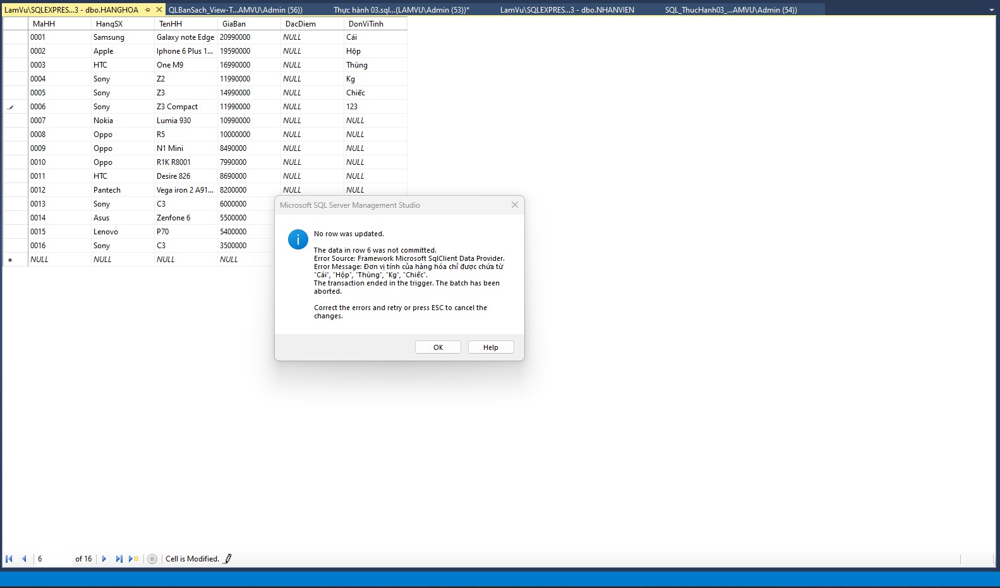 LamVu\SQLEXPRES...3 - dbo.HANGHOA QLBanSach_View-T...AMVU\Admin (56)) Thực hành 03.sql...(LAMVU\Admin (53))* LamVu\SQLEXPRES...3 - dbo.NHANVIEN SQL_ThucHanh03_...AMVU\Admin (54))
MaHH HangSX TenHH GiaBan DacDiem DonViTinh
0001 Samsung Galaxy note Edge 20990000 NULL Cái
0002 Apple Iphone 6 Plus 1... 19590000 NULL Hộp
0003 HTC One M9 16990000 NULL Thùng
0004 Sony Z2 11990000 NULL Kg
0005 Sony Z3 14990000 NULL Chiếc
0006 Sony Z3 Compact 11990000 NULL 123
0007 Nokia Lumia 930 10990000 NULL NULL
0008 Oppo R5 10000000 NULL NULL
0009 Oppo N1 Mini 8490000 NULL NULL
0010 Oppo R1K R8001 7990000 NULL NULL
0011 HTC Desire 826 8690000 NULL NULL
0012 Pantech Vega iron 2 A91... 8200000 NULL NULL
0013 Sony C3 6000000
0014 Asus Zenfone 6 5500000
0015 Lenovo P70 5400000
0016 Sony C3 3500000
NULL NULL NULL NULL
Microsoft SQL Server Management Studio
No row was updated.
The data in row 6 was not committed.
Error Source: Framework Microsoft SqlClient Data Provider.
Error Message: Đơn vị tính của hàng hóa chỉ được chứa từ
"Cái", "Hộp", "Thùng", "Kg", "Chiếc".
The transaction ended in the trigger. The batch has been
aborted.
Correct the errors and retry or press ESC to cancel the
changes.
OK Help
6 of 16 Cell is Modified.